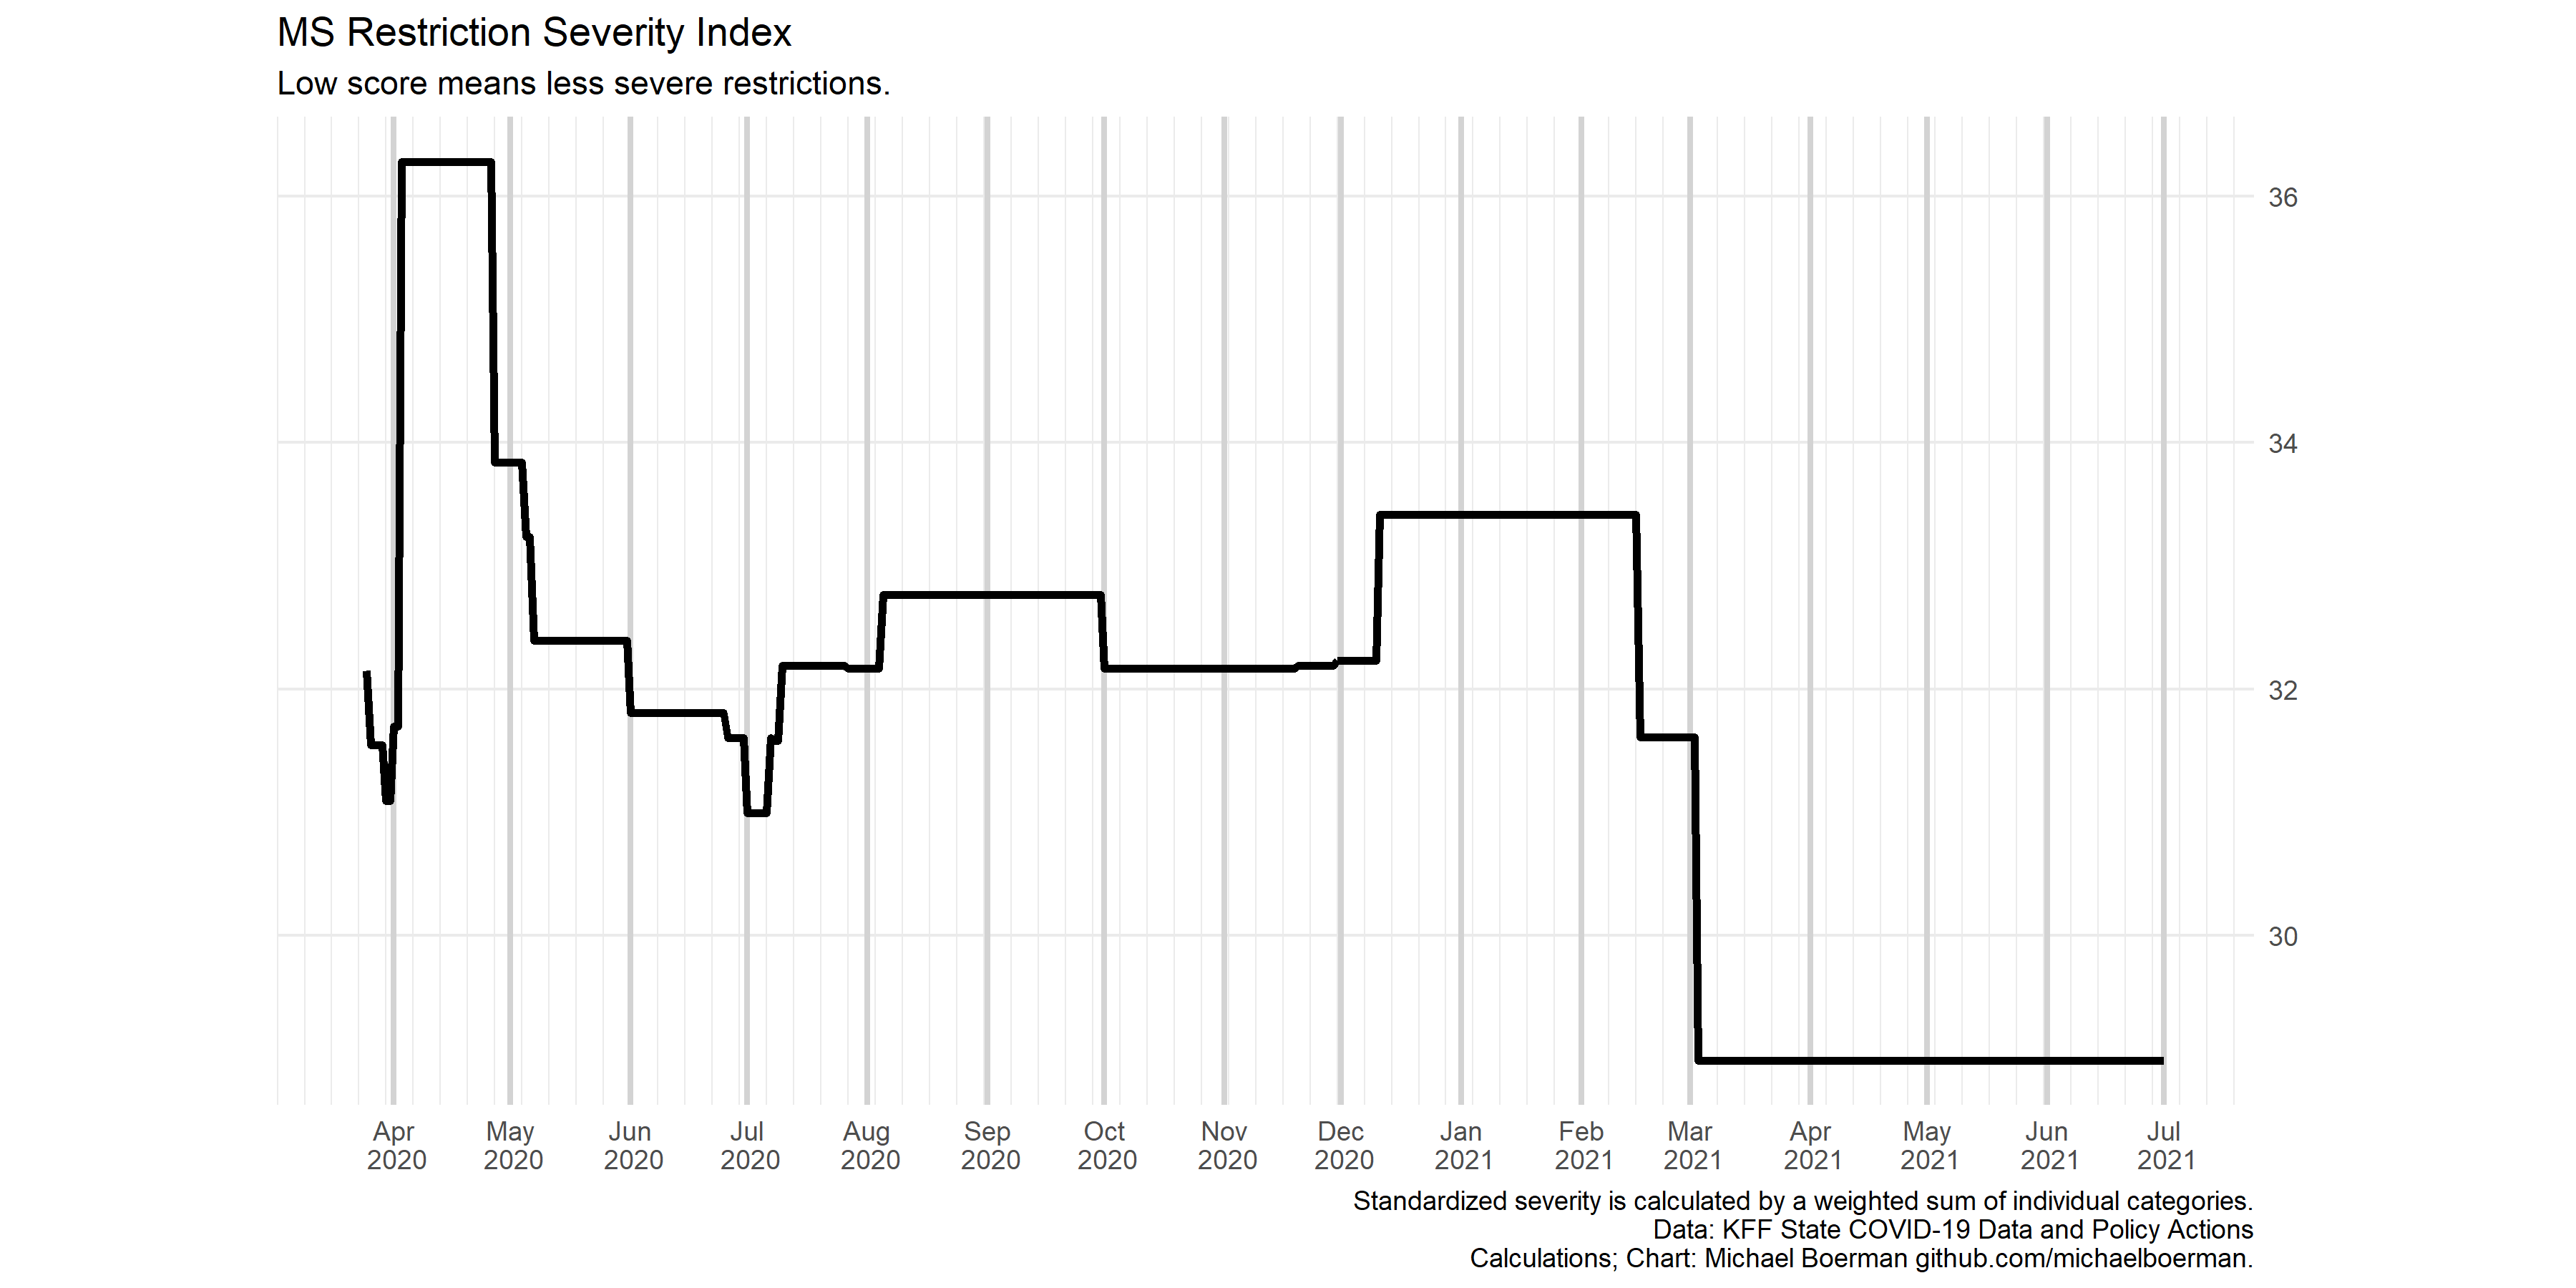 MS Restriction Severity Index
Low score means less severe restrictions.
36
34
32
30
Apr May Jun Jul Aug Sep Oct Nov Dec Jan Feb Mar Apr May Jun Jul
2020 2020 2020 2020 2020 2020 2020 2020 2020 2021 2021 2021 2021 2021 2021 2021
Standardized severity is calculated by a weighted sum of individual categories.
Data: KFF State COVID-19 Data and Policy Actions
Calculations; Chart: Michael Boerman github.com/michaelboerman.